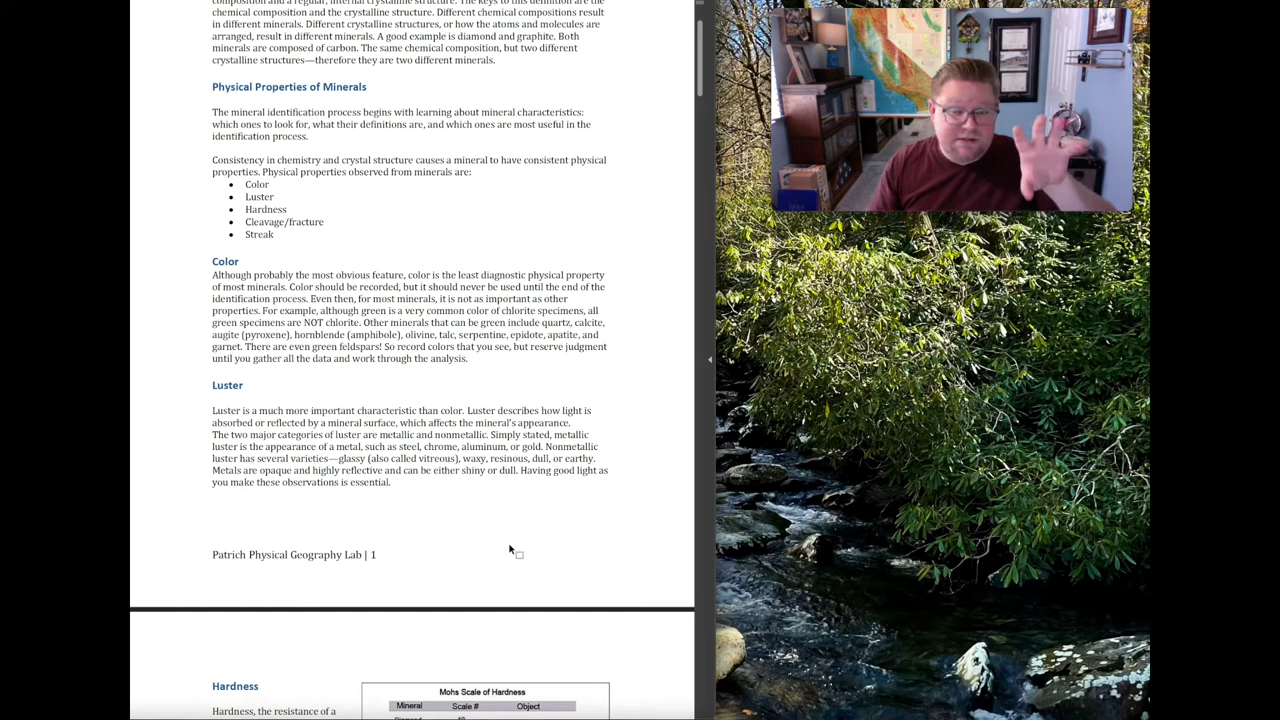 composition and a regular, internal crystalline structure. The keys to this definition are the
chemical composition and the crystalline structure. Different chemical compositions result
in different minerals. Different crystalline structures, or how the atoms and molecules are
arranged, result in different minerals. A good example is diamond and graphite. Both
minerals are composed of carbon. The same chemical composition, but two different
crystalline structures—therefore they are two different minerals.
Physical Properties of Minerals
The mineral identification process begins with learning about mineral characteristics:
which ones to look for, what their definitions are, and which ones are most useful in the
identification process.
Consistency in chemistry and crystal structure causes a mineral to have consistent physical
properties. Physical properties observed from minerals are:
• Color
• Luster
• Hardness
• Cleavage/fracture
• Streak
Color
Although probably the most obvious feature, color is the least diagnostic physical property
of most minerals. Color should be recorded, but it should never be used until the end of the
identification process. Even then, for most minerals, it is not as important as other
properties. For example, although green is a very common color of chlorite specimens, all
green specimens are NOT chlorite. Other minerals that can be green include quartz, calcite,
augite (pyroxene), hornblende (amphibole), olivine, talc, serpentine, epidote, apatite, and
garnet. There are even green feldspars! So record colors that you see, but reserve judgment
until you gather all the data and work through the analysis.
Luster
Luster is a much more important characteristic than color. Luster describes how light is
absorbed or reflected by a mineral surface, which affects the mineral's appearance.
The two major categories of luster are metallic and nonmetallic. Simply stated, metallic
luster is the appearance of a metal, such as steel, chrome, aluminum, or gold. Nonmetallic
luster has several varieties—glassy (also called vitreous), waxy, resinous, dull, or earthy.
Metals are opaque and highly reflective and can be either shiny or dull. Having good light as
you make these observations is essential.
Patrich Physical Geography Lab | 1
Hardness
Hardness, the resistance of a
Mohs Scale of Hardness
Mineral Scale # Object